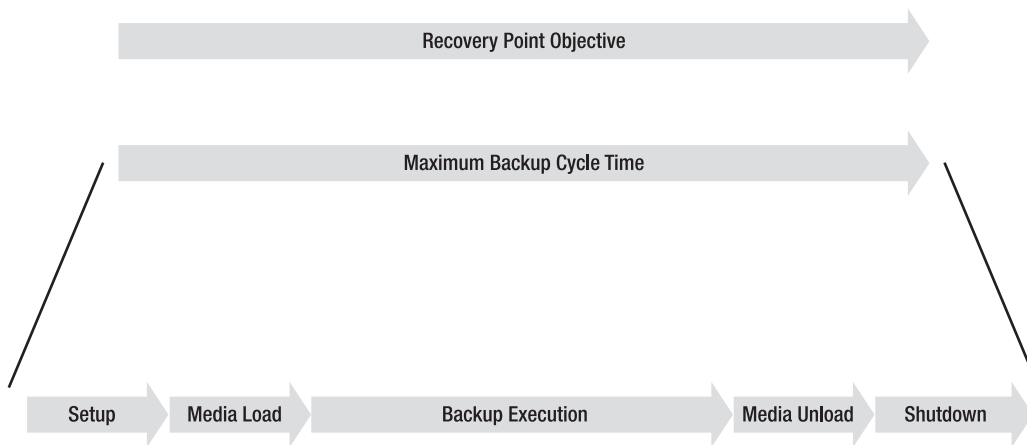 Recovery Point Objective
Maximum Backup Cycle Time
Setup
Media Load
Backup Execution
Media Unload
Shutdown